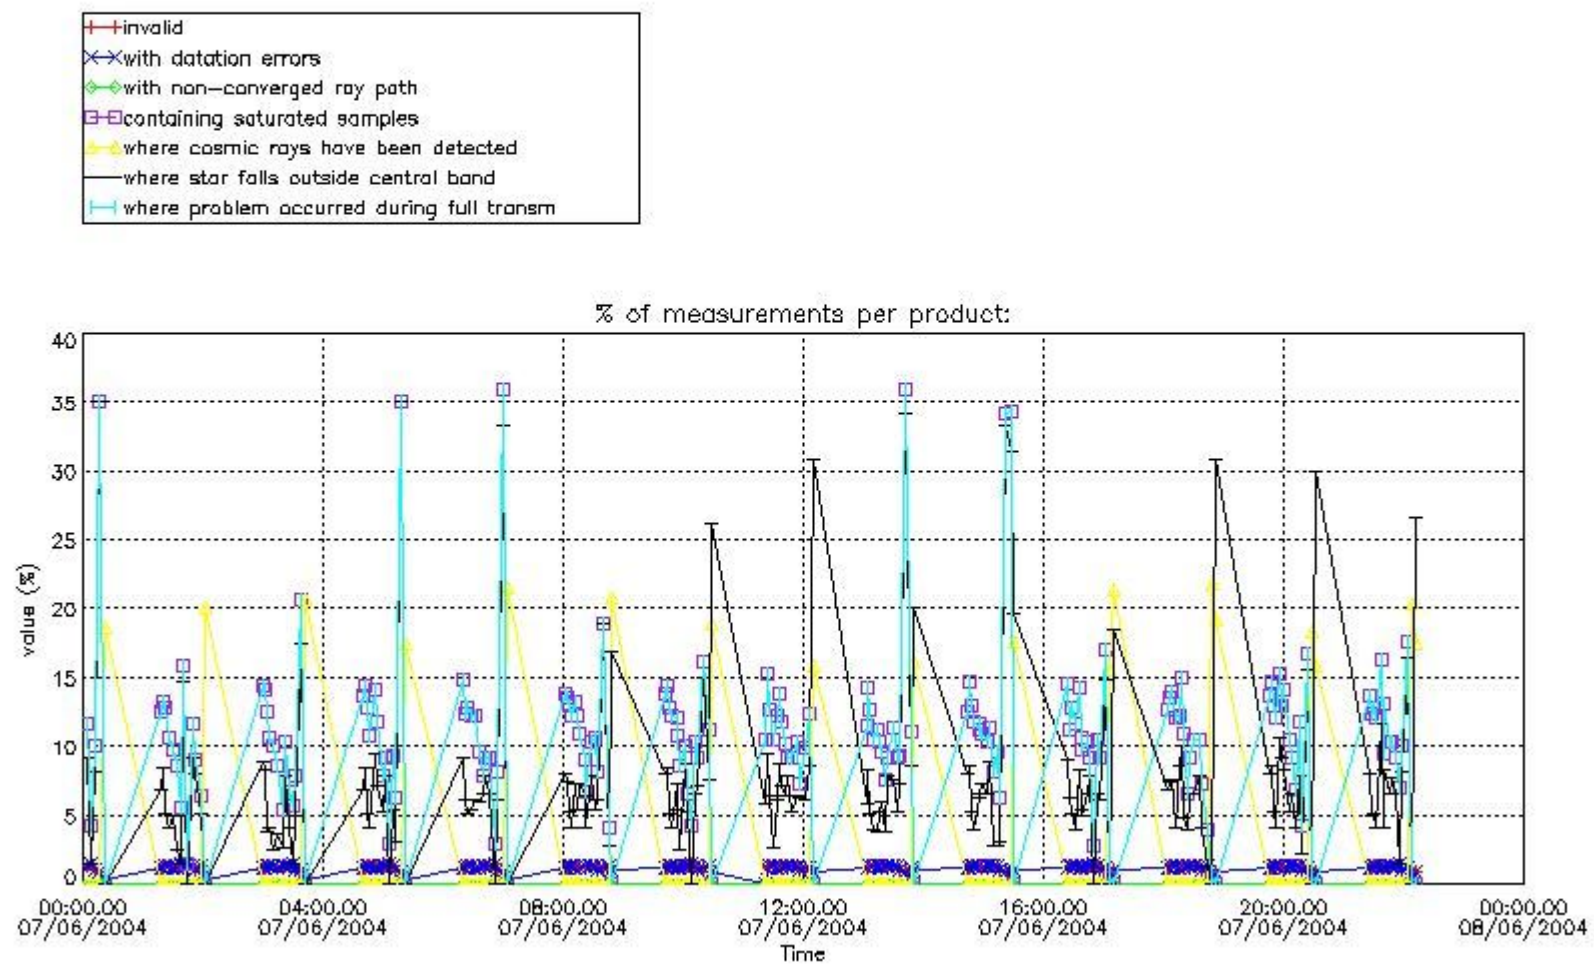 invalid
with datation errors
with non-converged ray path
containing saturated samples
where cosmic rays have been detected
where star falls outside central band
where problem occurred during full transm
% of measurements per product:
40
35
30
25
20
15
10
5
0
value (%)
00:00:00 04:00:00 08:00:00 12:00:00 16:00:00 20:00:00 00:00:00
07/06/2004 07/06/2004 07/06/2004 07/06/2004 07/06/2004 07/06/2004 08/06/2004
Time